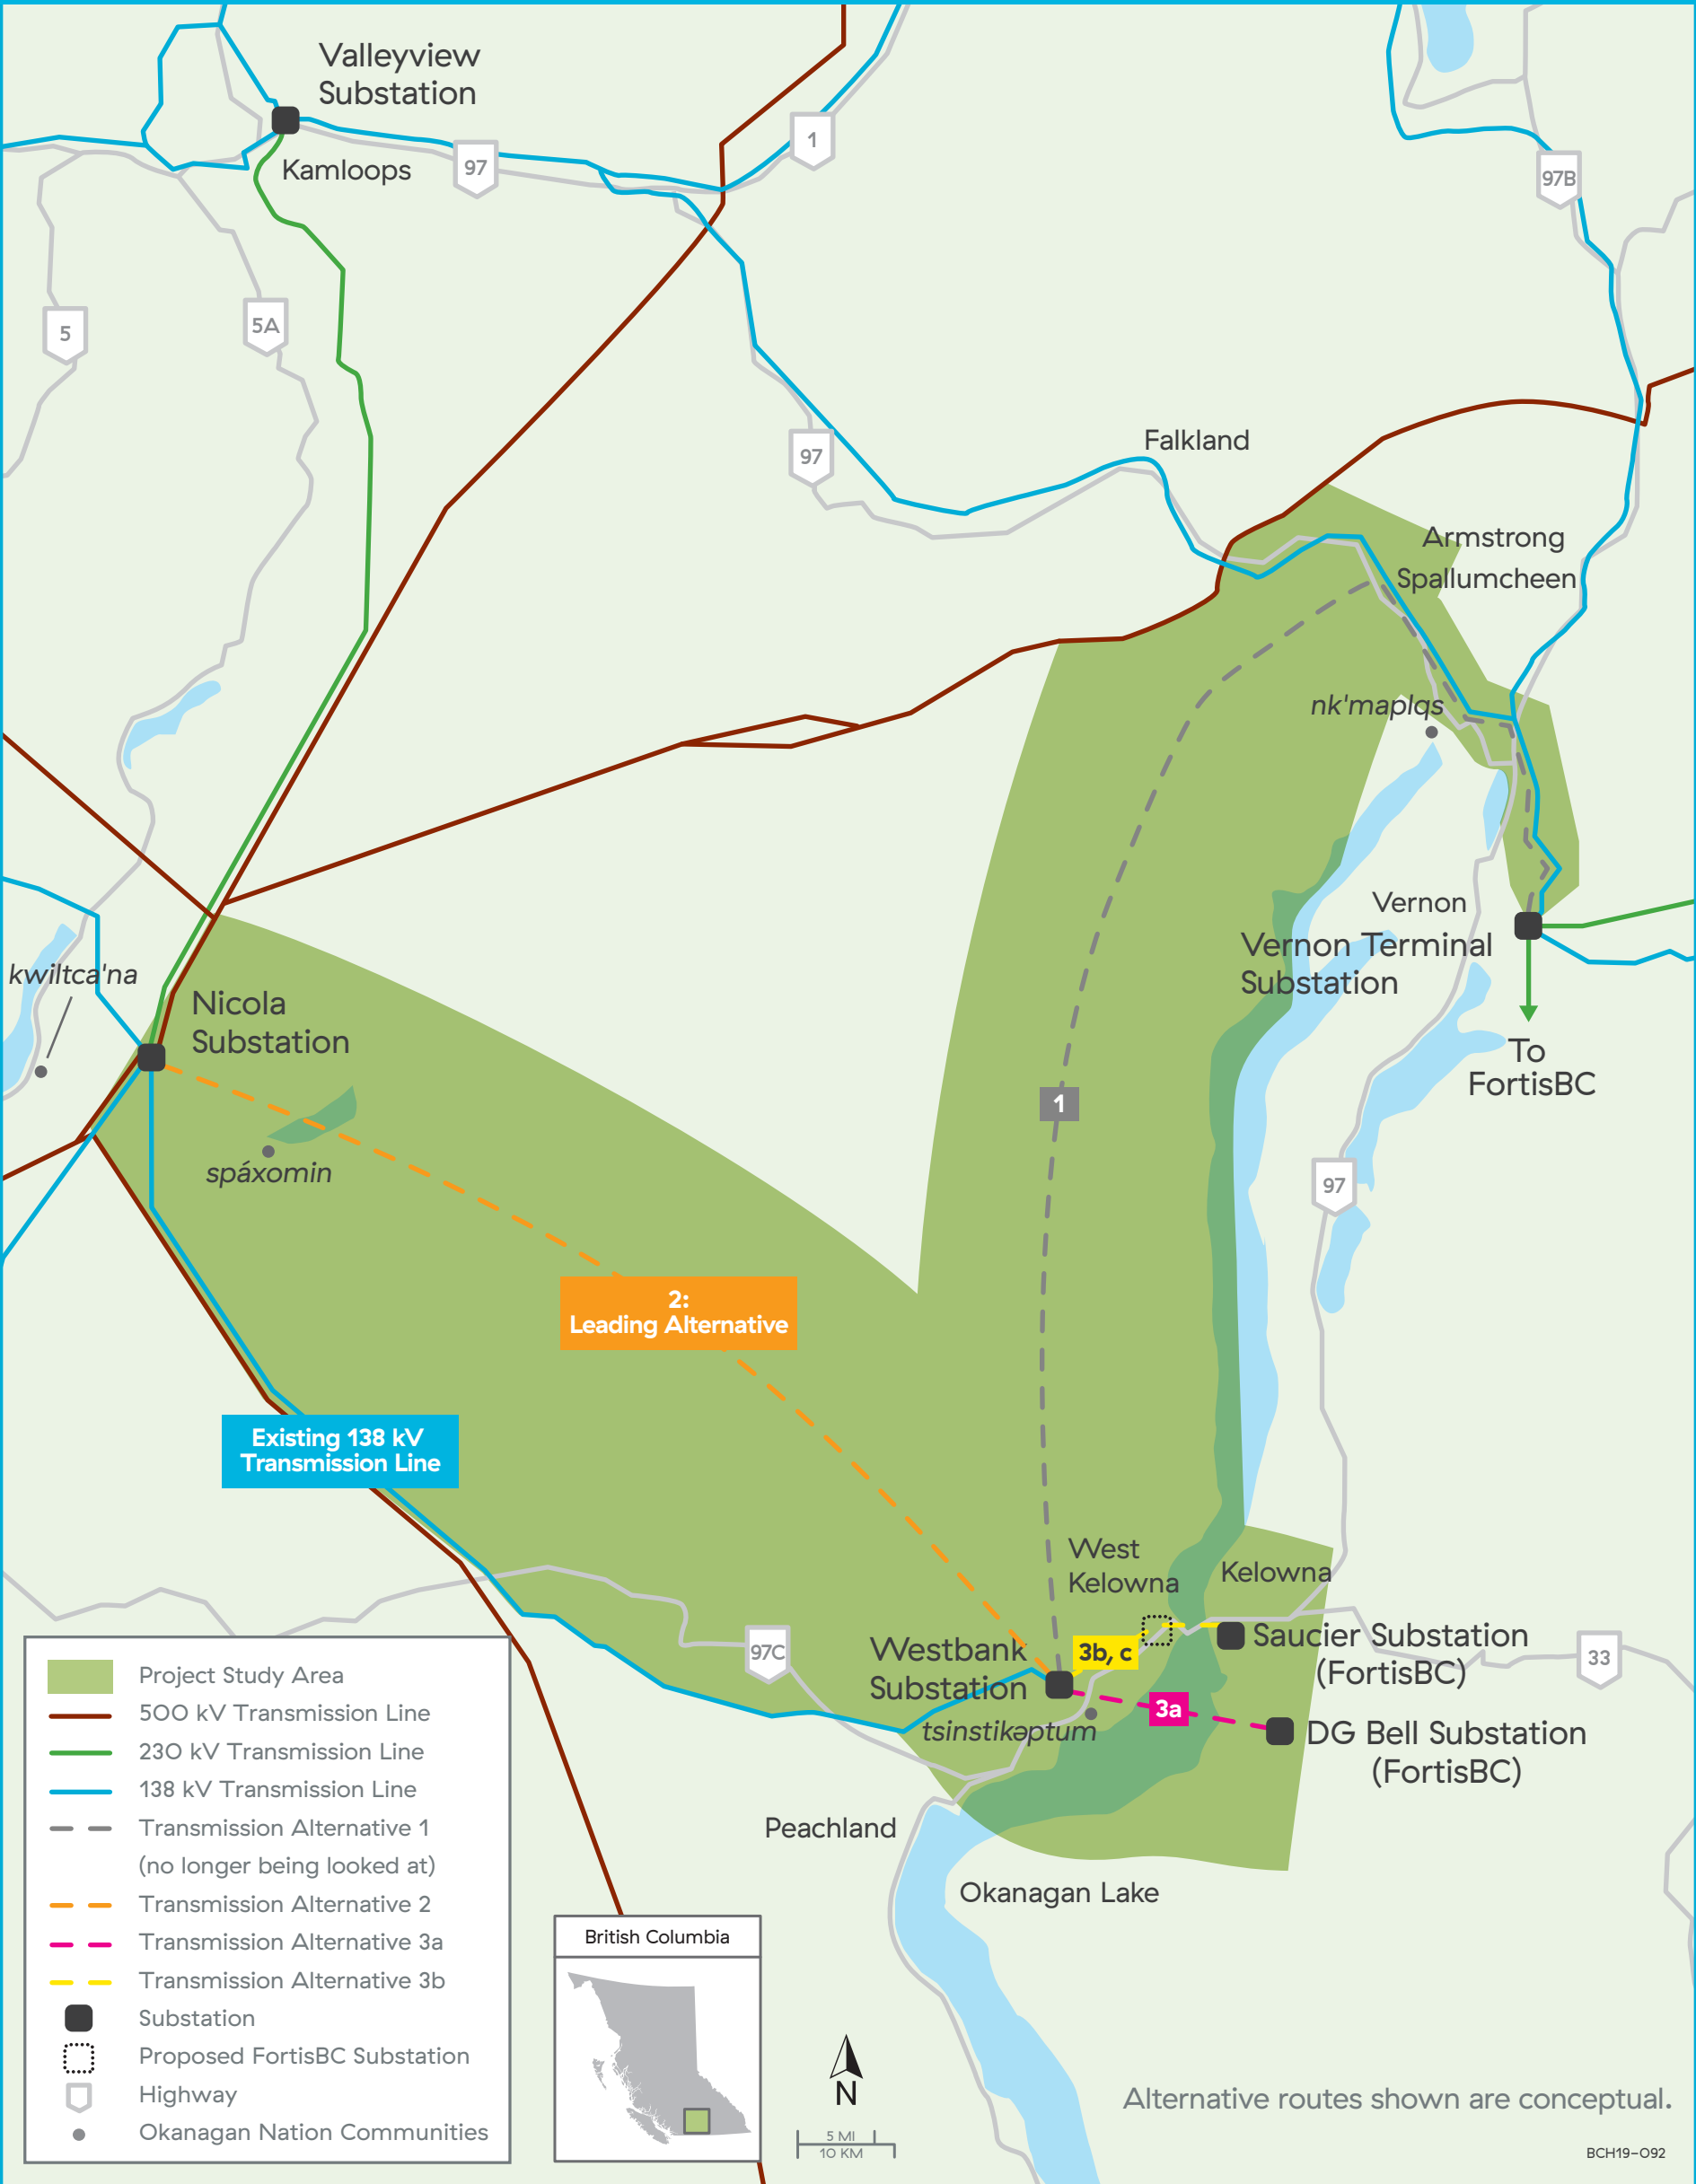 Valleyview
Substation
Kamloops
97
1
97B
5
5A
97
Falkland
Armstrong
Spallumcheen
nk'maplqs
Vernon
Vernon Terminal
Substation
kwiltca'na
Nicola
Substation
To
FortisBC
1
spáxomin
97
2:
Leading Alternative
Existing 138 kV
Transmission Line
West
Kelowna
Kelowna
97C
Westbank
Substation
3b, c
Saucier Substation
(FortisBC)
33
3a
tsinstikəptum
DG Bell Substation
(FortisBC)
Peachland
Okanagan Lake
Project Study Area
500 kV Transmission Line
230 kV Transmission Line
138 kV Transmission Line
Transmission Alternative 1
(no longer being looked at)
Transmission Alternative 2
Transmission Alternative 3a
Transmission Alternative 3b
Substation
Proposed FortisBC Substation
Highway
Okanagan Nation Communities
British Columbia
N
5 MI
10 KM
Alternative routes shown are conceptual.
BCH19-092